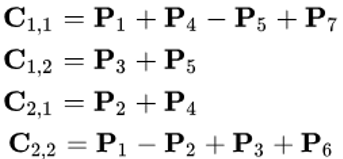 C₁,₁ = P₁ + P₄ − P₅ + P₇
C₁,₂ = P₃ + P₅
C₂,₁ = P₂ + P₄
C₂,₂ = P₁ − P₂ + P₃ + P₆